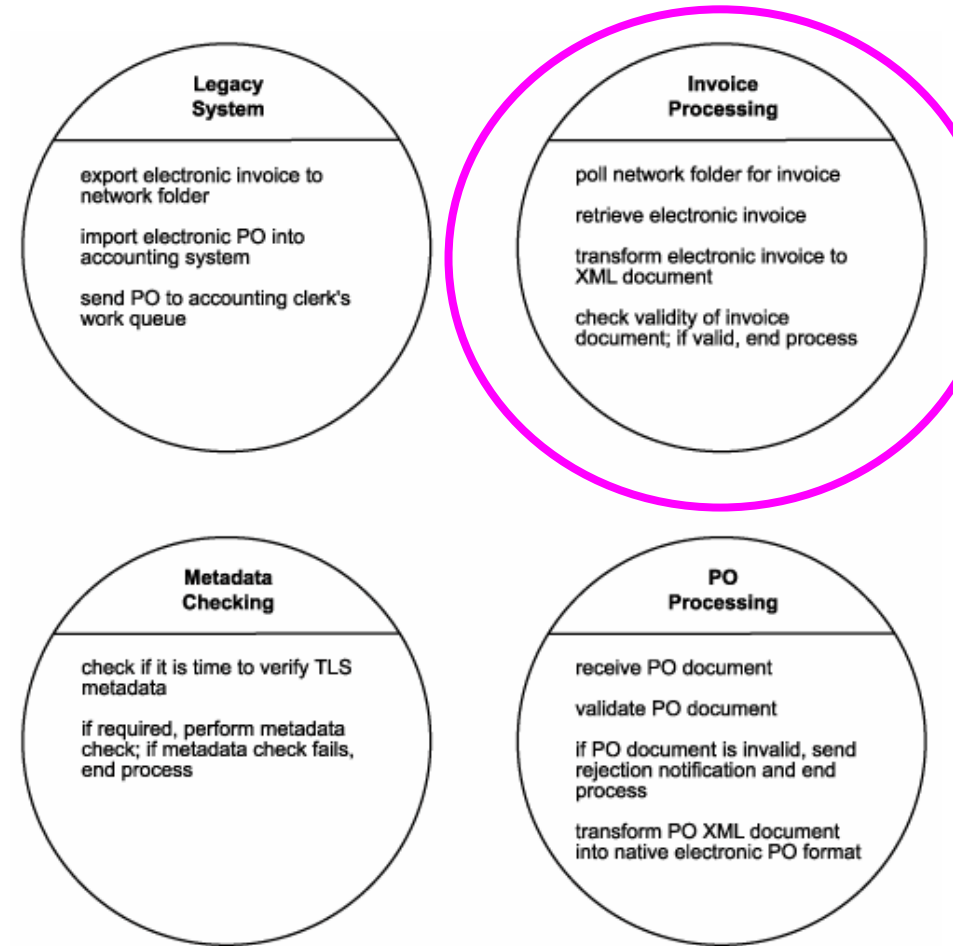 Legacy
System
export electronic invoice to
network folder
import electronic PO into
accounting system
send PO to accounting clerk's
work queue
Invoice
Processing
poll network folder for invoice
retrieve electronic invoice
transform electronic invoice to
XML document
check validity of invoice
document; if valid, end process
Metadata
Checking
check if it is time to verify TLS
metadata
if required, perform metadata
check; if metadata check fails,
end process
PO
Processing
receive PO document
validate PO document
if PO document is invalid, send
rejection notification and end
process
transform PO XML document
into native electronic PO format